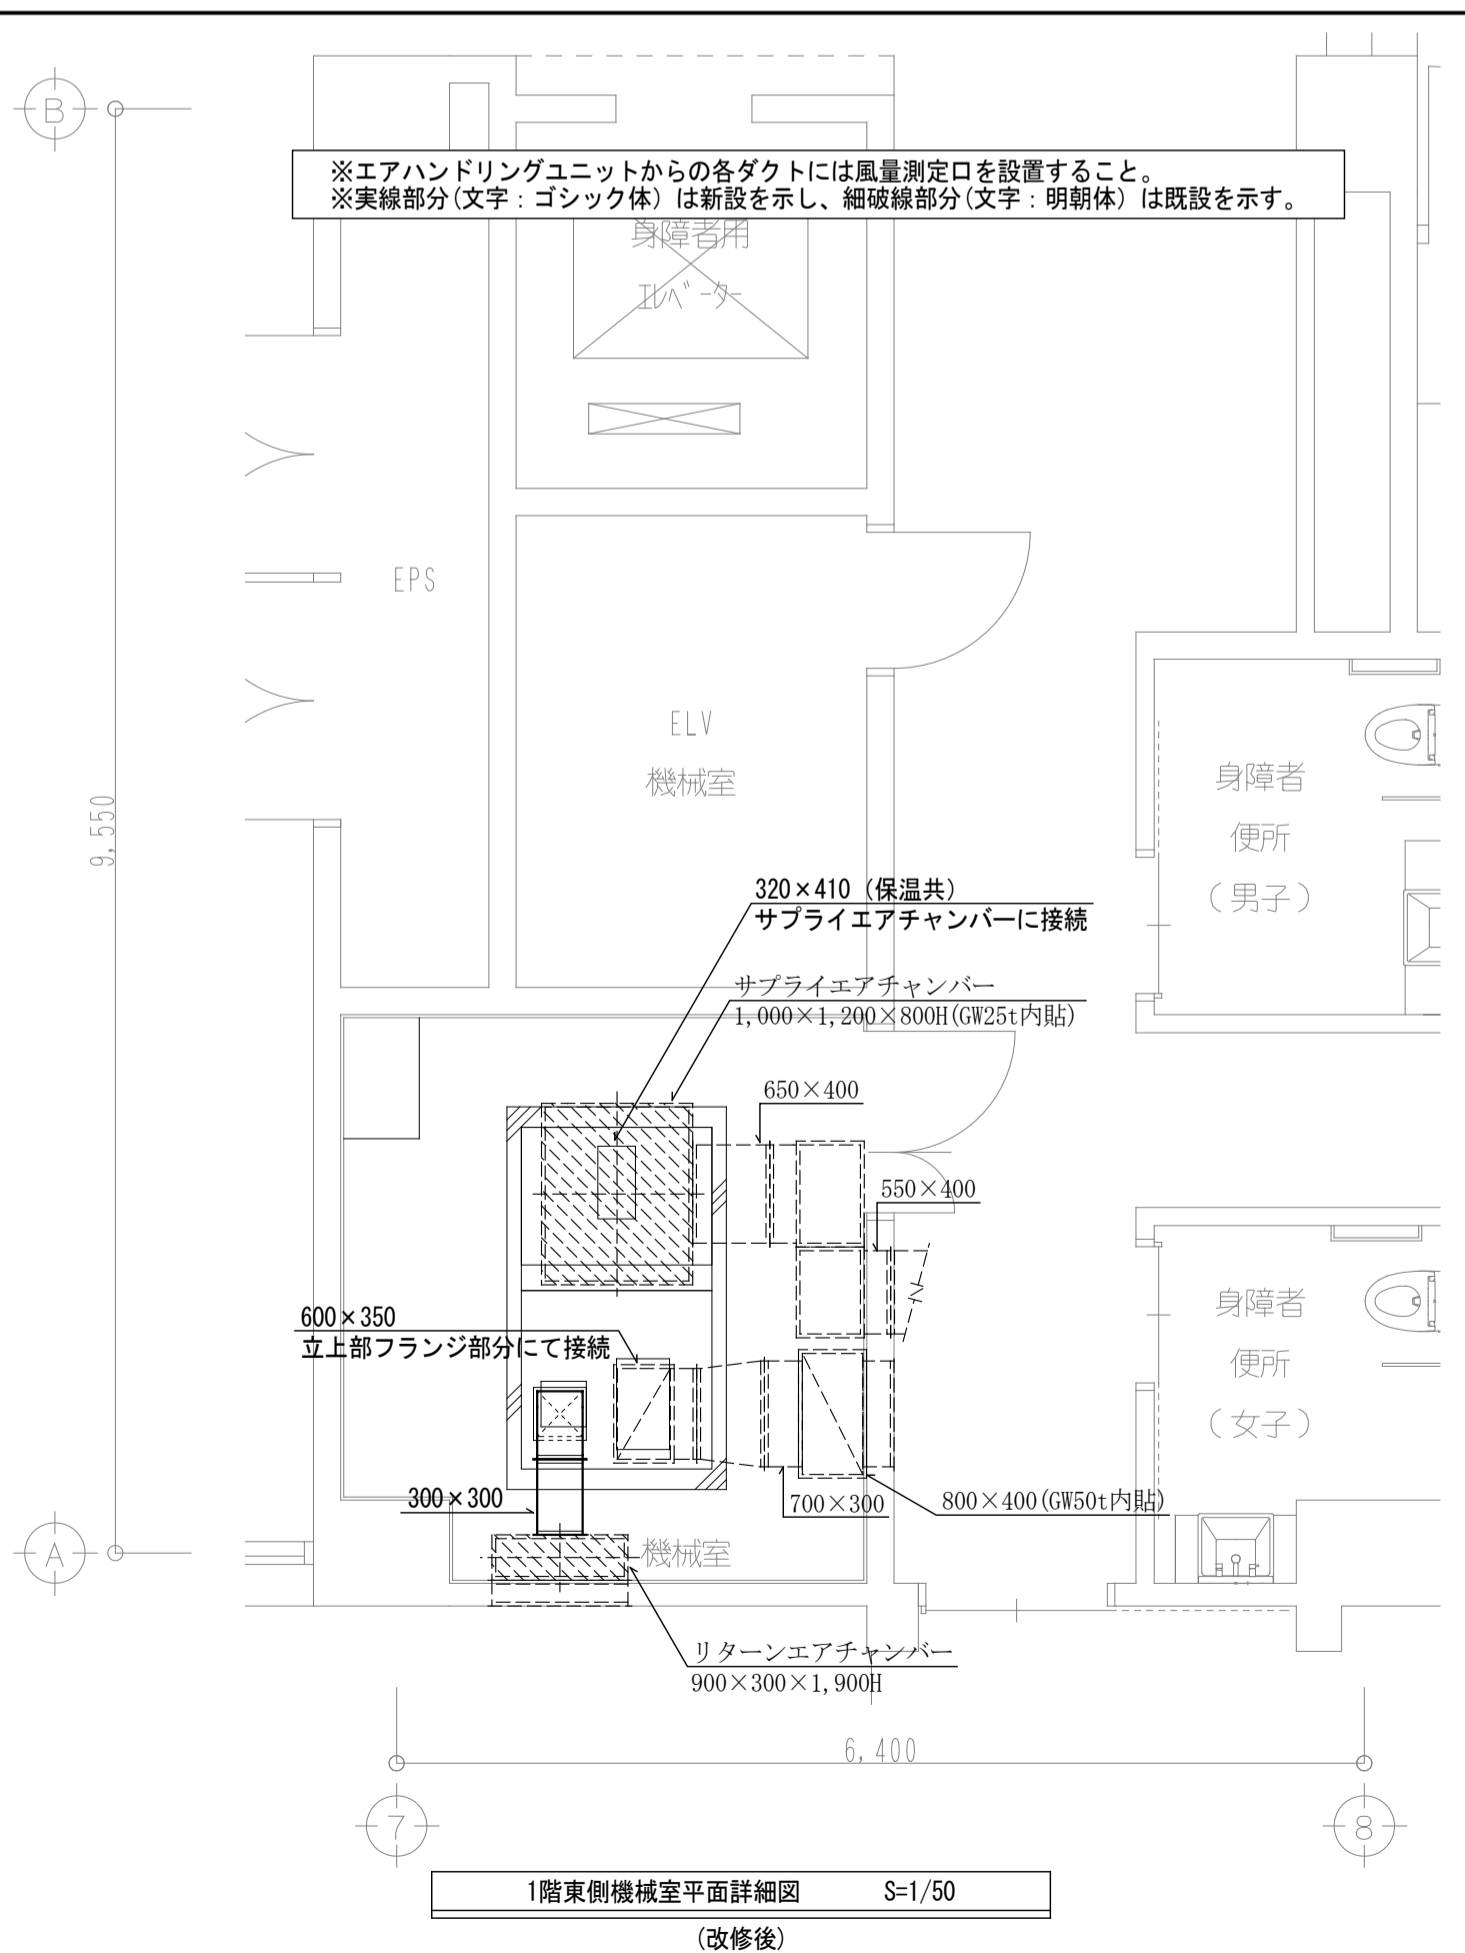 B
※エアハンドリングユニットからの各ダクトには風量測定口を設置すること。
※実線部分(文字：ゴシック体) は新設を示し、細破線部分(文字：明朝体) は既設を示す。
身障者用
ｴﾚﾍﾞｰﾀｰ
EPS
ELV
機械室
身障者
便所
(男子)
9,550
320×410 (保温共)
サプライエアチャンバーに接続
サプライエアチャンバー
1,000×1,200×800H(GW25t内貼)
650×400
550×400
600×350
立上部フランジ部分にて接続
身障者
便所
(女子)
300×300
700×300
800×400(GW50t内貼)
機械室
A
リターンエアチャンバー
900×300×1,900H
6,400
7
8
1階東側機械室平面詳細図 S=1/50
(改修後)